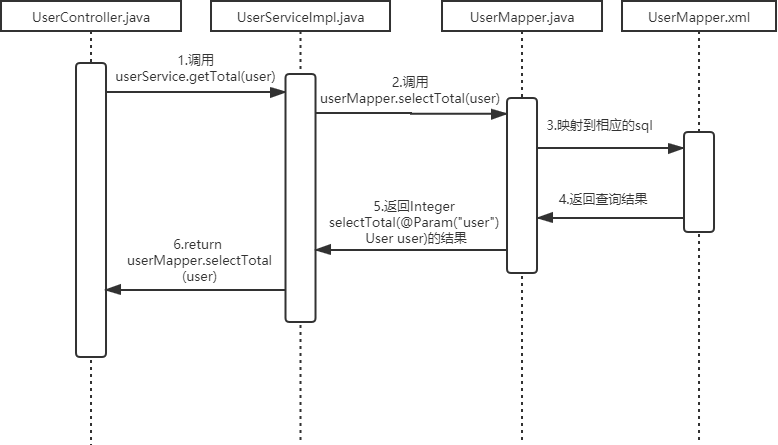 UserController.java
UserServiceImpl.java
UserMapper.java
UserMapper.xml
1.调用
userService.getTotal(user)
2.调用
userMapper.selectTotal(user)
3.映射到相应的sql
4.返回查询结果
5.返回Integer
selectTotal(@Param("user")
User user)的结果
6.return
userMapper.selectTotal
(user)